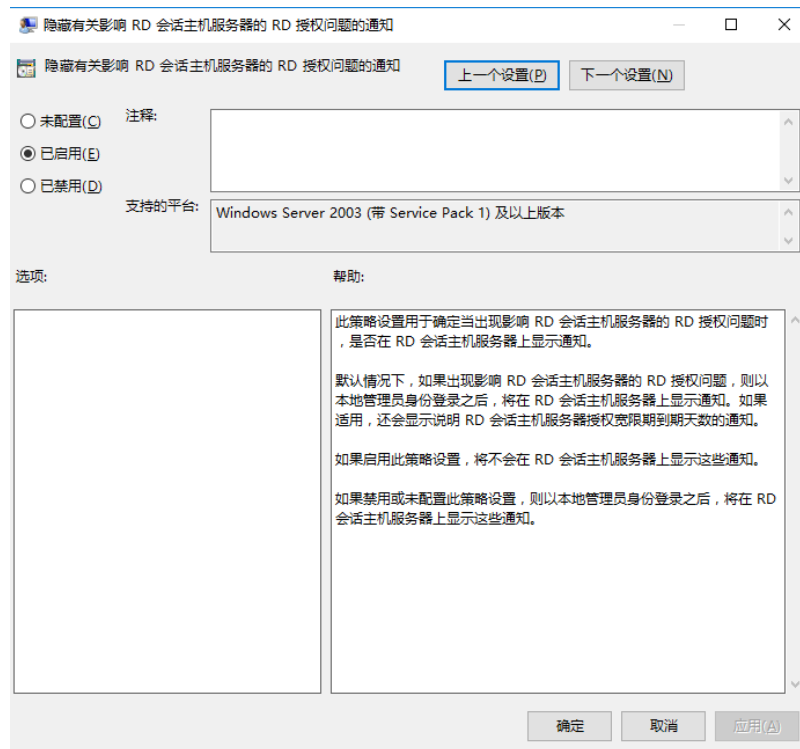 隐藏有关影响 RD 会话主机服务器的 RD 授权问题的通知
隐藏有关影响 RD 会话主机服务器的 RD 授权问题的通知
上一个设置(P)
下一个设置(N)
未配置(C)
注释:
已启用(E)
已禁用(D)
支持的平台:
Windows Server 2003 (带 Service Pack 1) 及以上版本
选项:
帮助:
此策略设置用于确定当出现影响 RD 会话主机服务器的 RD 授权问题时
，是否在 RD 会话主机服务器上显示通知。
默认情况下，如果出现影响 RD 会话主机服务器的 RD 授权问题，则以
本地管理员身份登录之后，将在 RD 会话主机服务器上显示通知。如果
适用，还会显示说明 RD 会话主机服务器授权宽限期到期天数的通知。
如果启用此策略设置，将不会在 RD 会话主机服务器上显示这些通知。
如果禁用或未配置此策略设置，则以本地管理员身份登录之后，将在 RD
会话主机服务器上显示这些通知。
确定
取消
应用(A)